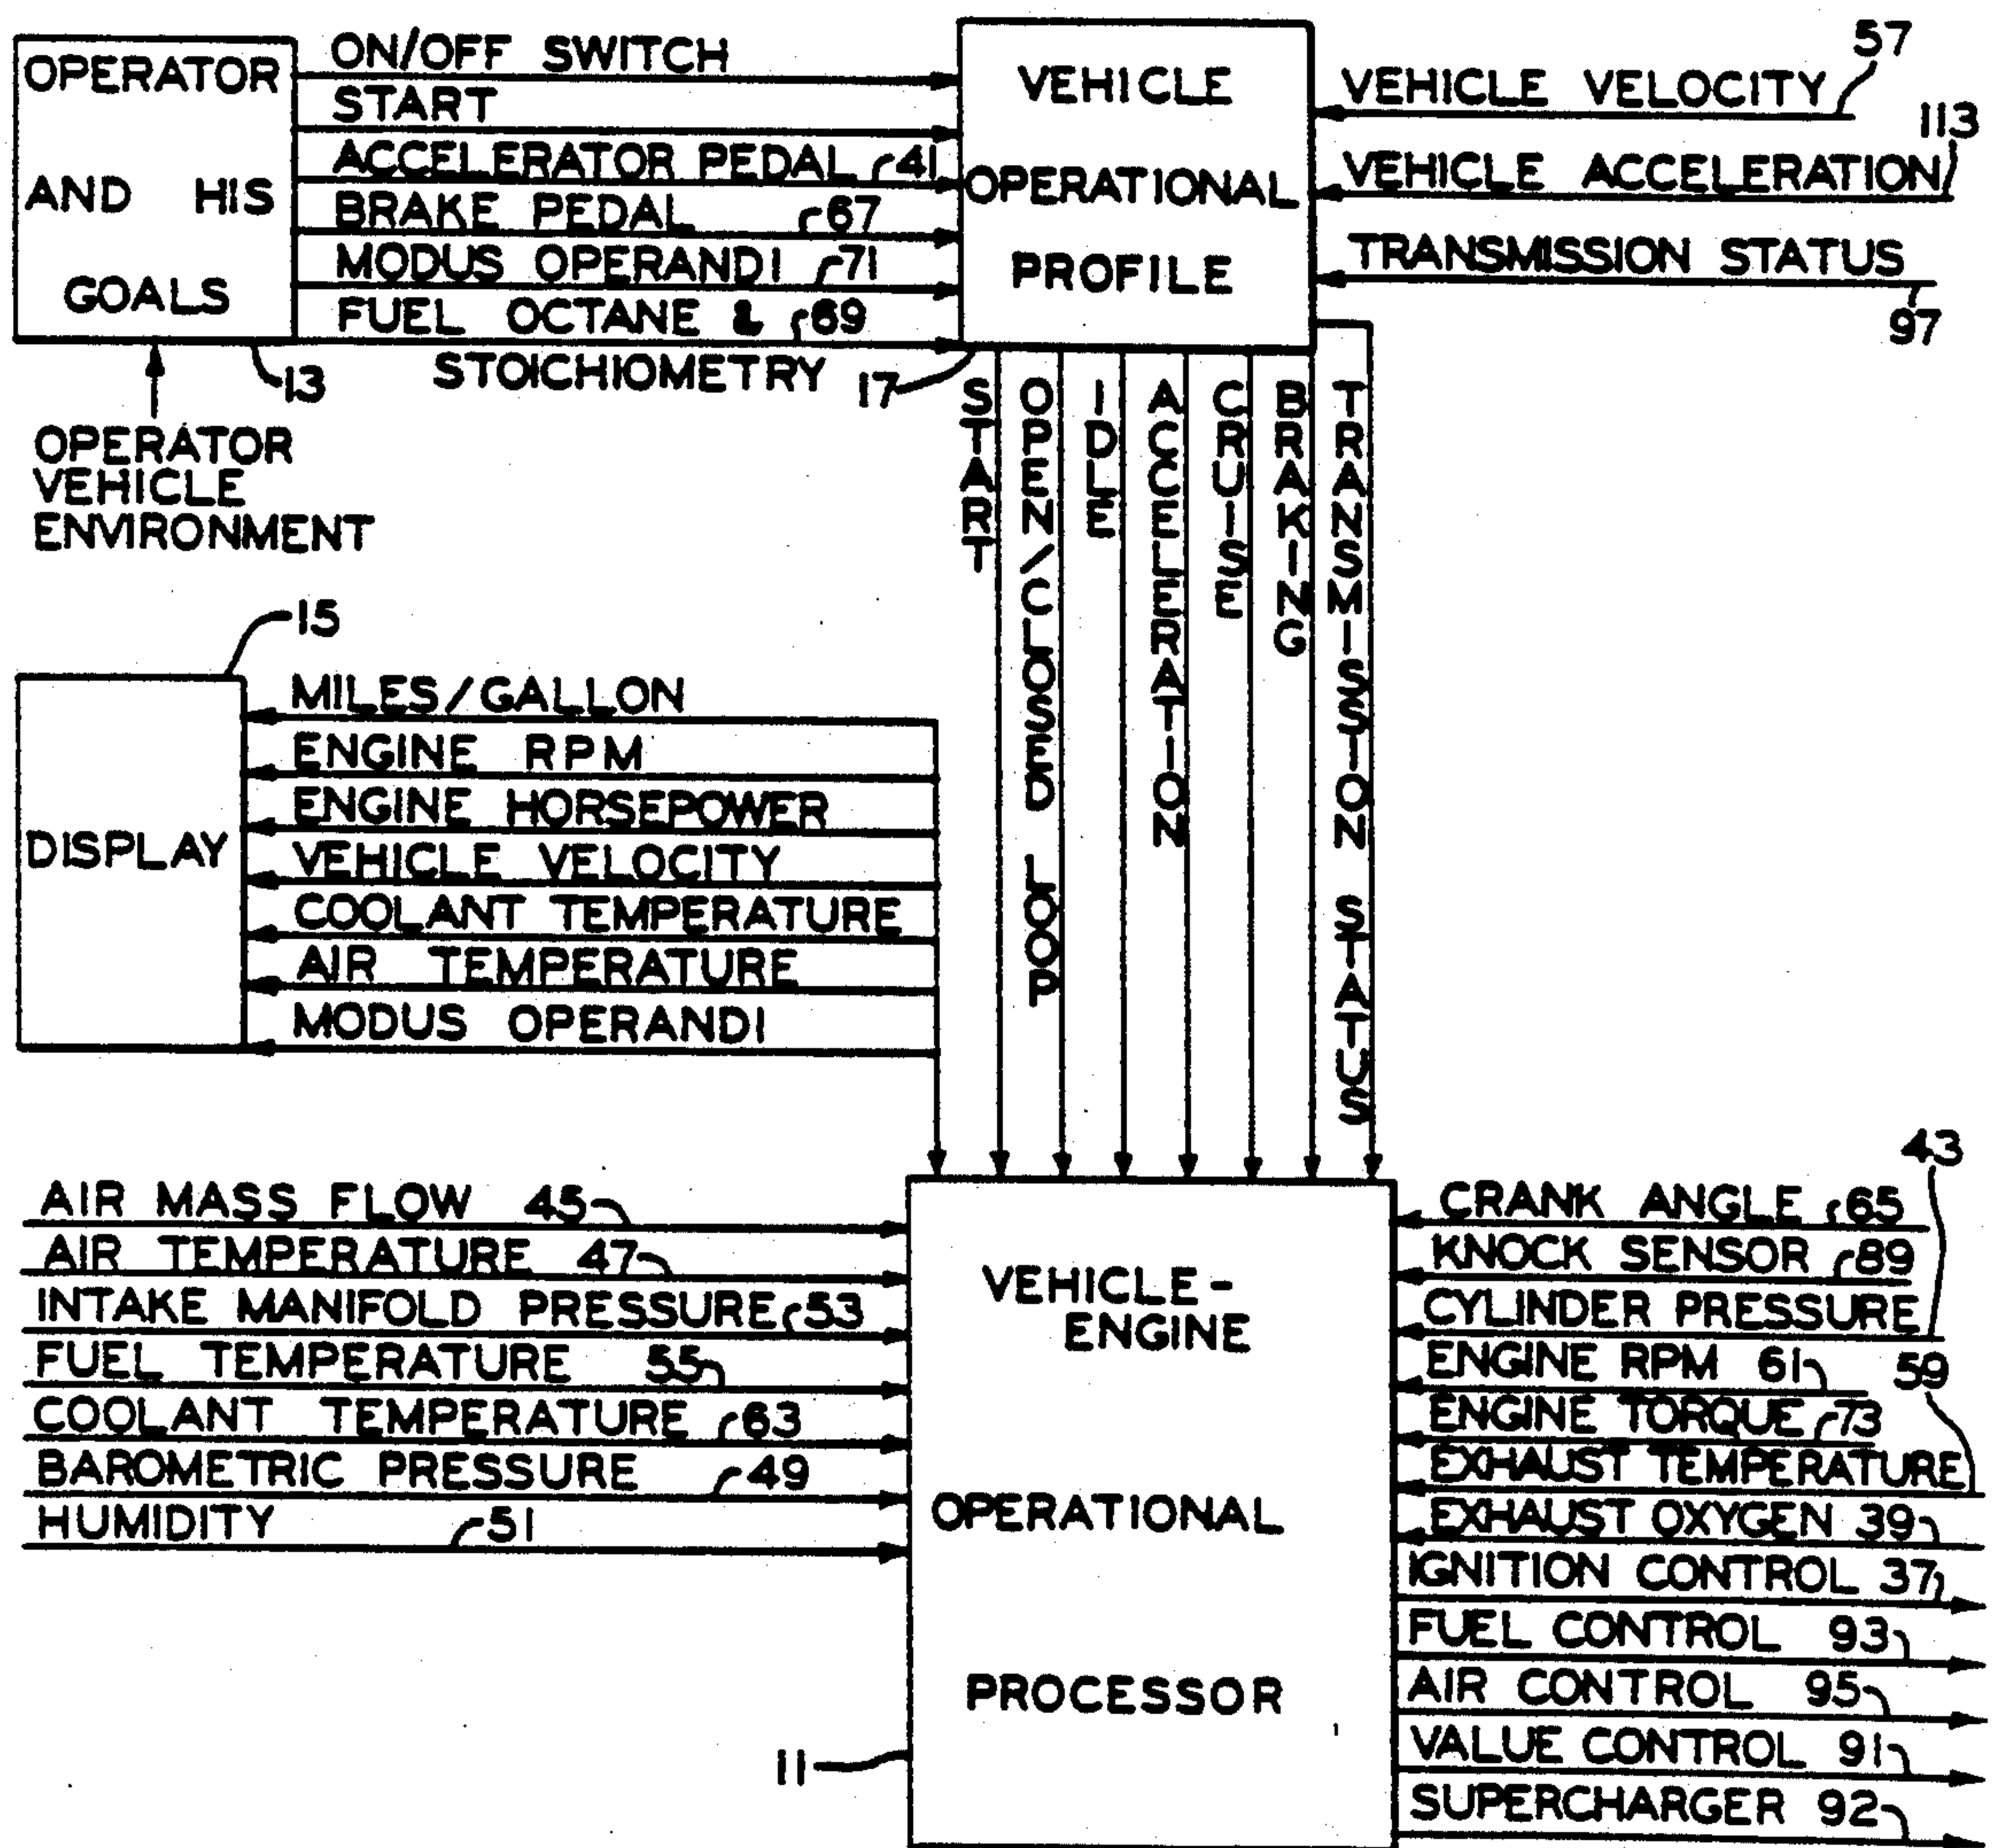 OPERATOR
AND HIS
GOALS
13
OPERATOR
VEHICLE
ENVIRONMENT
ON/OFF SWITCH
START
ACCELERATOR PEDAL 41
BRAKE PEDAL 67
MODUS OPERANDI 71
FUEL OCTANE & 69
STOICHIOMETRY
17
VEHICLE
OPERATIONAL
PROFILE
57
VEHICLE VELOCITY
113
VEHICLE ACCELERATION
TRANSMISSION STATUS
97
START
OPEN/CLOSED LOOP
IDLE
ACCELERATION
CRUISE
BRAKING
TRANSMISSION STATUS
15
DISPLAY
MILES/GALLON
ENGINE RPM
ENGINE HORSEPOWER
VEHICLE VELOCITY
COOLANT TEMPERATURE
AIR TEMPERATURE
MODUS OPERANDI
AIR MASS FLOW 45
AIR TEMPERATURE 47
INTAKE MANIFOLD PRESSURE 53
FUEL TEMPERATURE 55
COOLANT TEMPERATURE 63
BAROMETRIC PRESSURE 49
HUMIDITY 51
VEHICLE-
ENGINE
OPERATIONAL
PROCESSOR
11
43
CRANK ANGLE 65
KNOCK SENSOR 89
CYLINDER PRESSURE
ENGINE RPM 61
59
ENGINE TORQUE 73
EXHAUST TEMPERATURE
EXHAUST OXYGEN 39
IGNITION CONTROL 37
FUEL CONTROL 93
AIR CONTROL 95
VALUE CONTROL 91
SUPERCHARGER 92